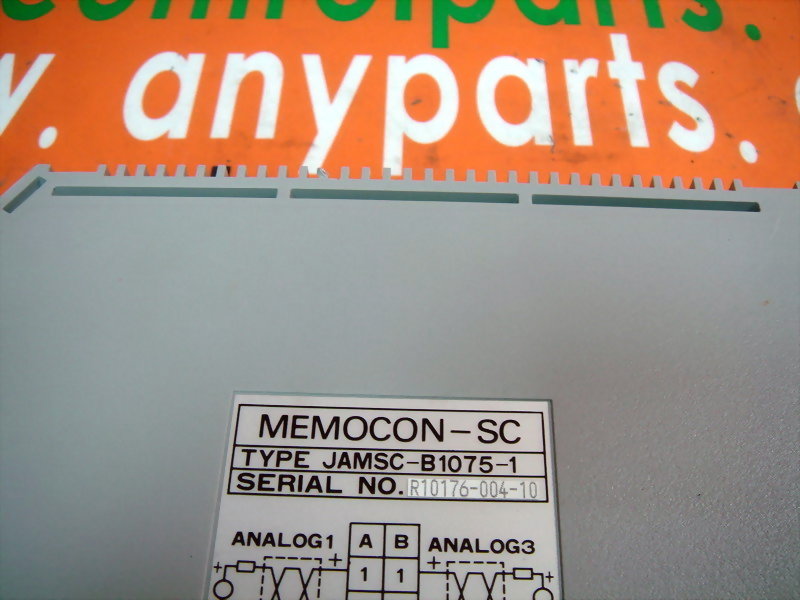 controlparts.
w. anyparts.
MEMOCON-SC
TYPE JAMSC-B1075-1
SERIAL NO. R10176-004-10
ANALOG1 A B ANALOG3
+ + + +
1 1